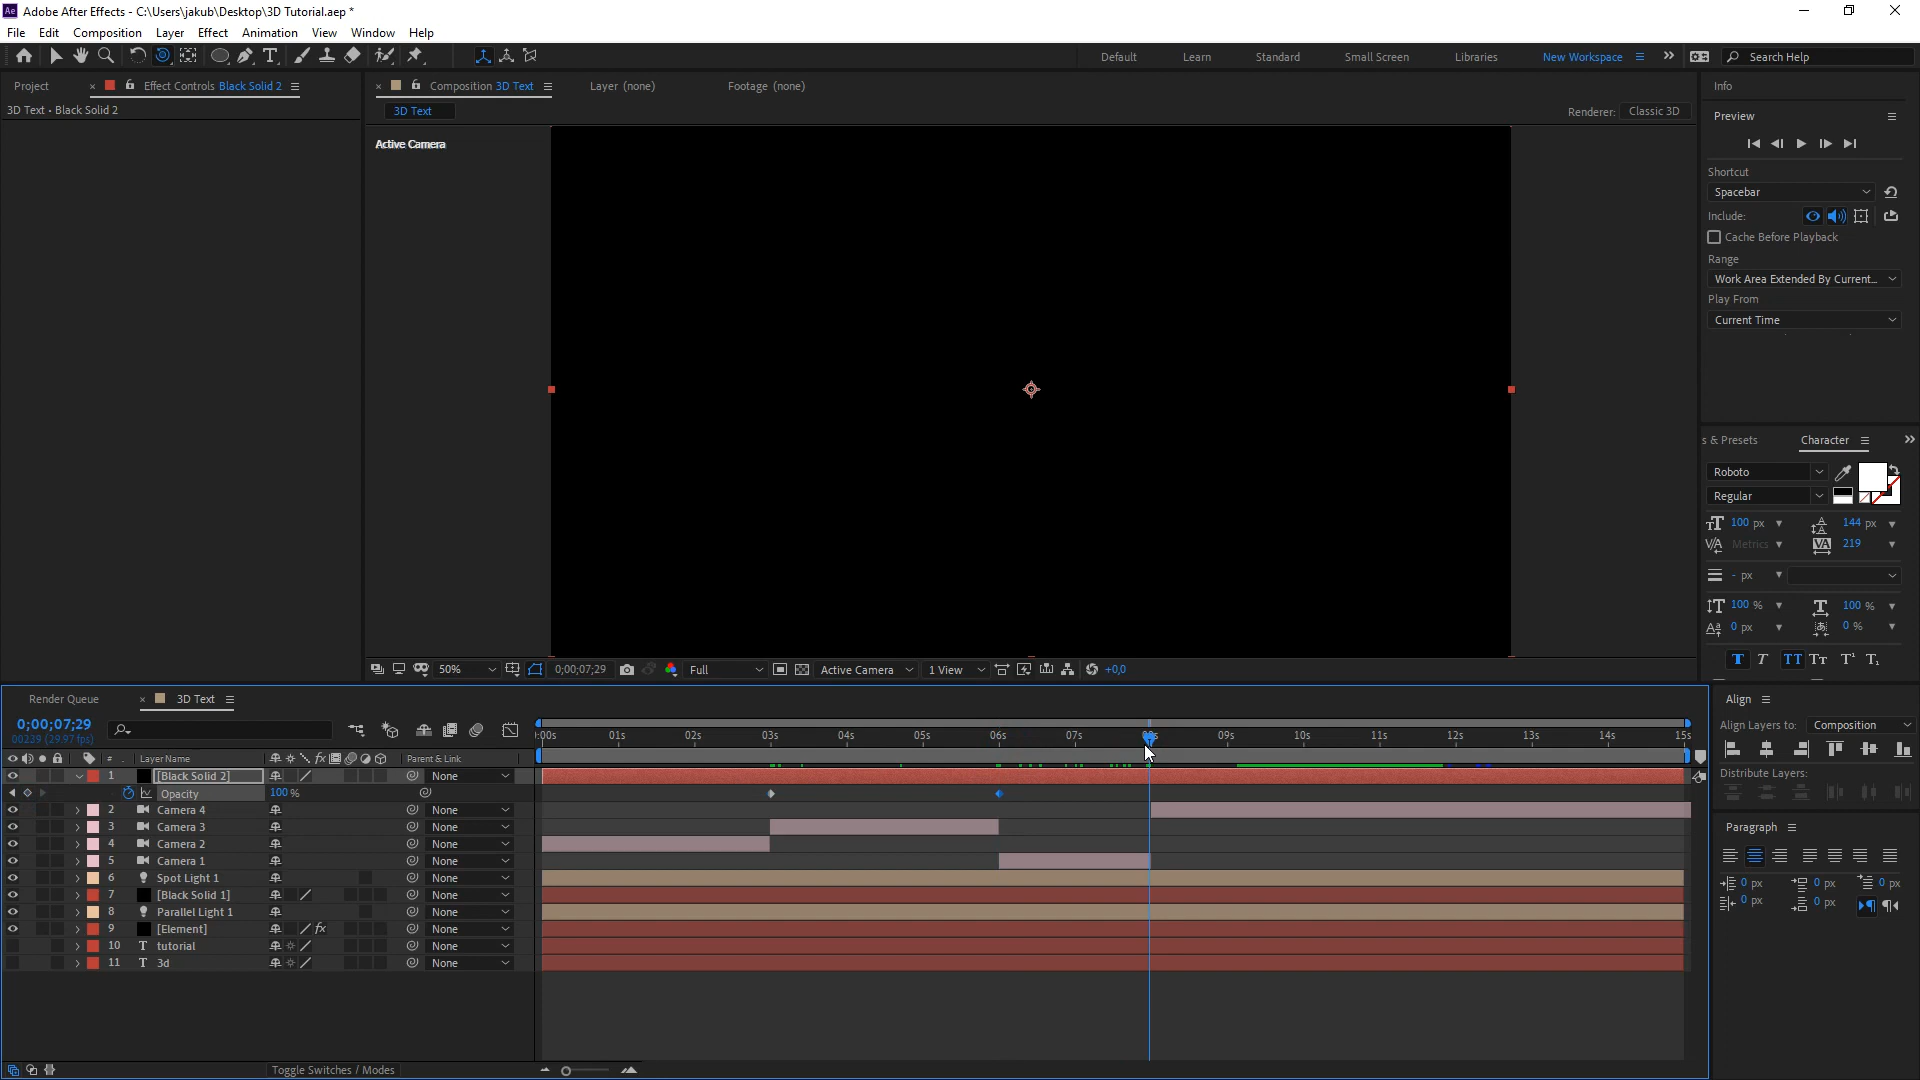 Ae Adobe After Effects - C:\Users\jakub\Desktop\3D Tutorial.aep *
File Edit Composition Layer Effect Animation View Window Help
Default Learn Standard Small Screen Libraries New Workspace Search Help
Project Effect Controls Black Solid 2
3D Text • Black Solid 2
Composition 3D Text Layer (none) Footage (none)
3D Text
Renderer: Classic 3D
Active Camera
Info
Preview
Shortcut
Spacebar
Include:
Cache Before Playback
Range
Work Area Extended By Current...
Play From
Current Time
s & Presets Character
Roboto
Regular
100 px 144 px
Metrics 219
- px
100 % 100 %
0 px 0 %
50% 0;00;07;29 Full Active Camera 1 View +0,0
Render Queue 3D Text
0;00;07;29
00239 (29.97 fps)
:00s 01s 02s 03s 04s 05s 06s 07s 09s 10s 11s 12s 13s 14s 15s
# Layer Name Parent & Link
1 [Black Solid 2] None
Opacity 100 %
2 Camera 4 None
3 Camera 3 None
4 Camera 2 None
5 Camera 1 None
6 Spot Light 1 None
7 [Black Solid 1] None
8 Parallel Light 1 None
9 [Element] fx None
10 T tutorial None
11 T 3d None
Toggle Switches / Modes
Align
Align Layers to: Composition
Distribute Layers:
Paragraph
0 px 0 px 0 px
0 px 0 px